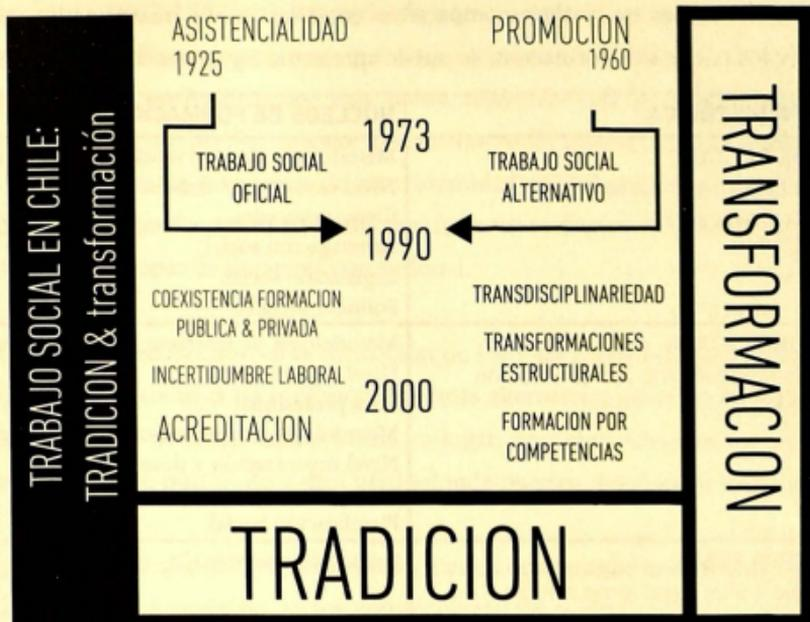 TRABAJO SOCIAL EN CHILE:
TRADICION & transformación
ASISTENCIALIDAD
1925
PROMOCION
1960
1973
TRABAJO SOCIAL
OFICIAL
TRABAJO SOCIAL
ALTERNATIVO
1990
COEXISTENCIA FORMACION
PUBLICA & PRIVADA
INCERTIDUMBRE LABORAL
ACREDITACION
2000
TRANSDISCIPLINARIEDAD
TRANSFORMACIONES
ESTRUCTURALES
FORMACION POR
COMPETENCIAS
TRANSFORMACION
TRADICION